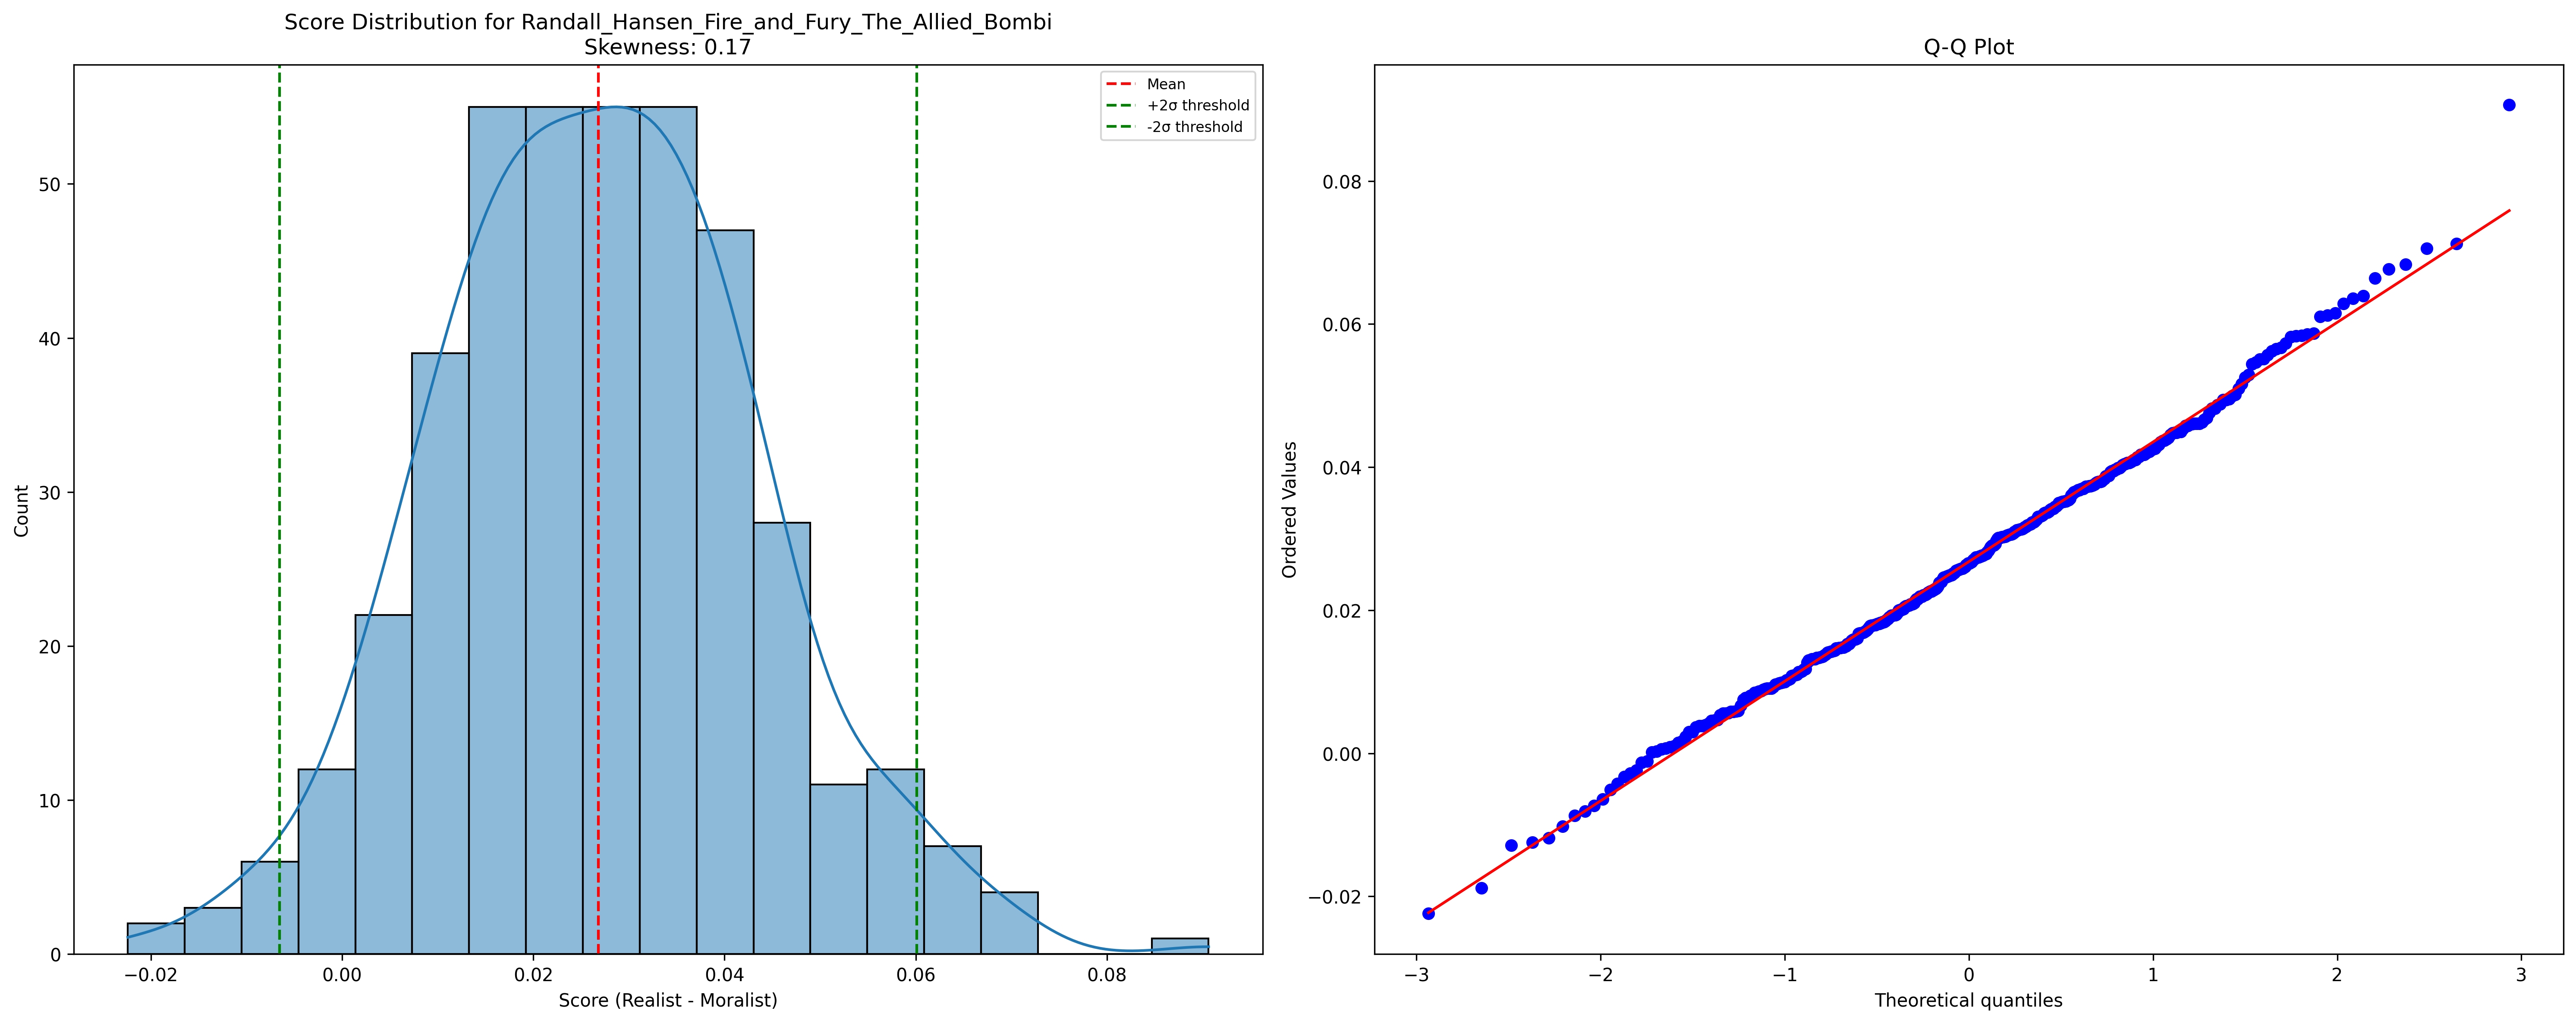 Score Distribution for Randall_Hansen_Fire_and_Fury_The_Allied_Bombi
Skewness: 0.17
Mean
+2σ threshold
-2σ threshold
Count
50
40
30
20
10
0
−0.02 0.00 0.02 0.04 0.06 0.08
Score (Realist - Moralist)
Q-Q Plot
Ordered Values
0.08
0.06
0.04
0.02
0.00
−0.02
−3 −2 −1 0 1 2 3
Theoretical quantiles